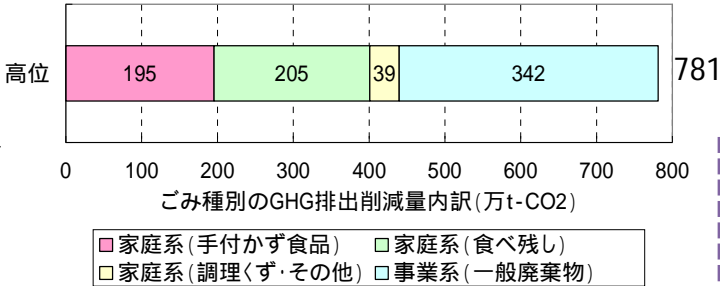 高位 195 205 39 342 781
0 100 200 300 400 500 600 700 800
ごみ種別のGHG排出削減量内訳(万t-CO2)
家庭系(手付かず食品) 家庭系(食べ残し)
家庭系(調理くず･その他) 事業系(一般廃棄物)